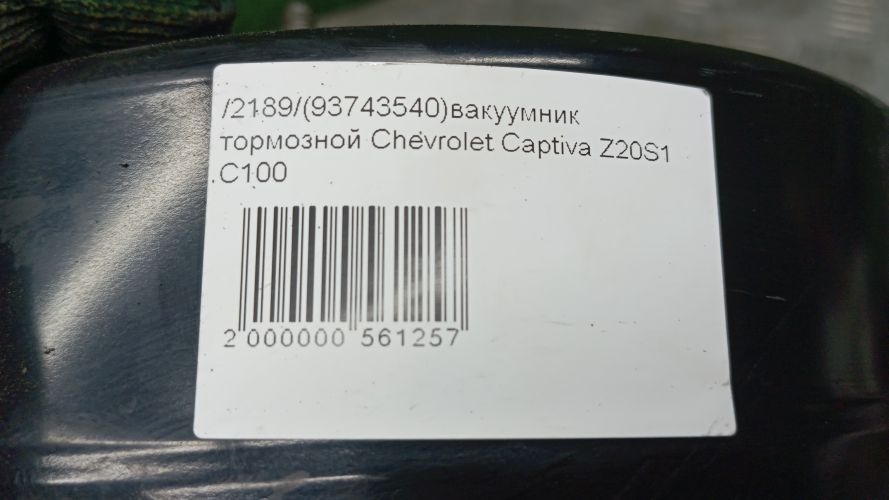 /2189/(93743540)вакуумник
тормозной Chevrolet Captiva Z20S1
C100
2 000000 561257